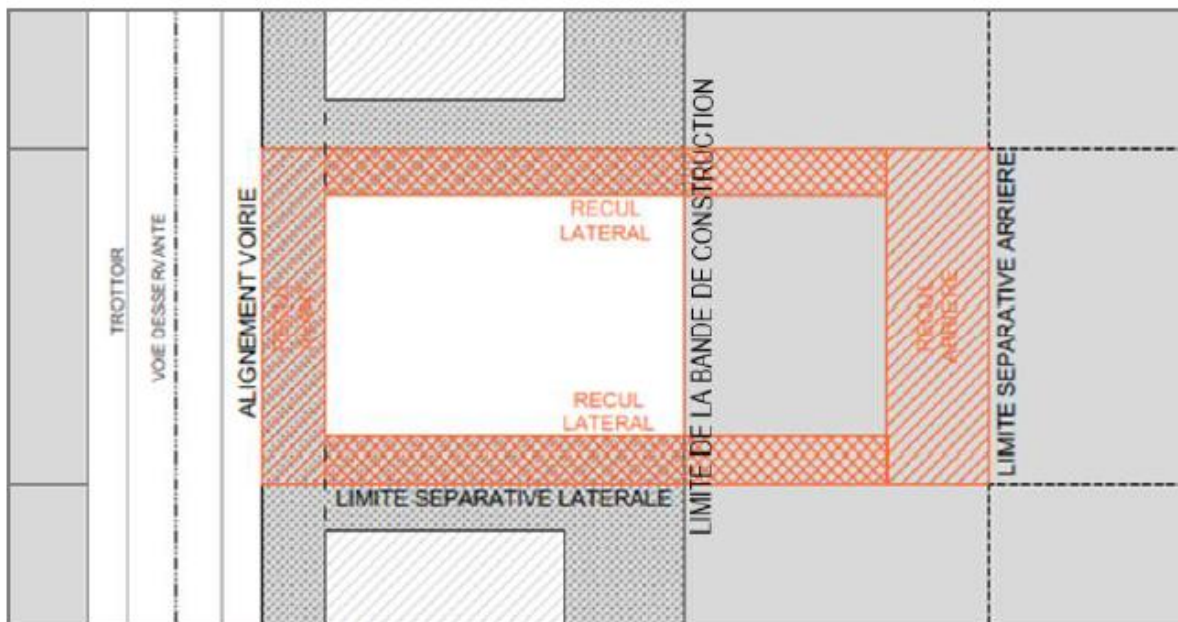 TROTTOIR
VOIE DESSERVANTE
ALIGNEMENT VOIRIE
RECUL
RECUL
LATERAL
RECUL
LATERAL
LIMITE SEPARATIVE LATERALE
LIMITE DE LA BANDE DE CONSTRUCTION
RECUL
ARRIERE
LIMITE SEPARATIVE ARRIERE